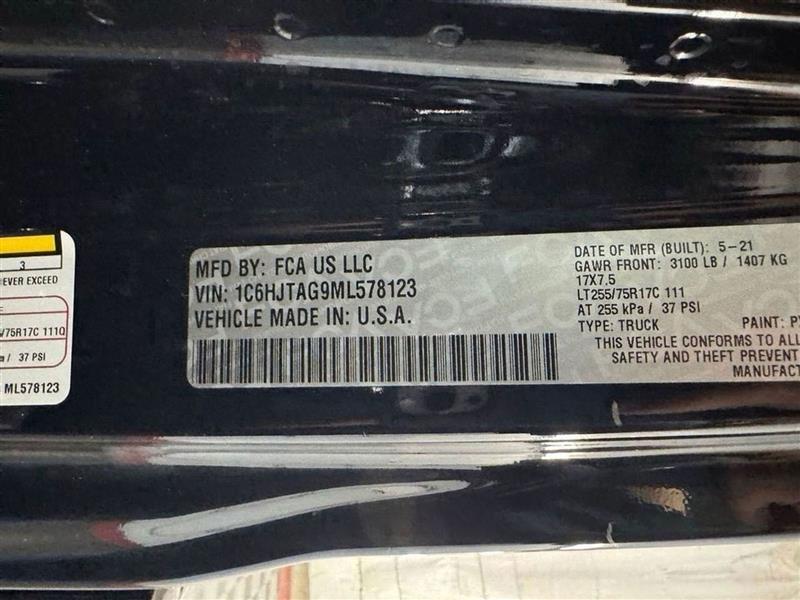 3
EVER EXCEED
/75R17C 111Q
/ 37 PSI
ML578123
MFD BY: FCA US LLC
VIN: 1C6HJTAG9ML578123
VEHICLE MADE IN: U.S.A.
DATE OF MFR (BUILT): 5-21
GAWR FRONT: 3100 LB / 1407 KG
17X7.5
LT255/75R17C 111
AT 255 kPa / 37 PSI
TYPE: TRUCK PAINT: P
THIS VEHICLE CONFORMS TO ALL
SAFETY AND THEFT PREVENT
MANUFACT